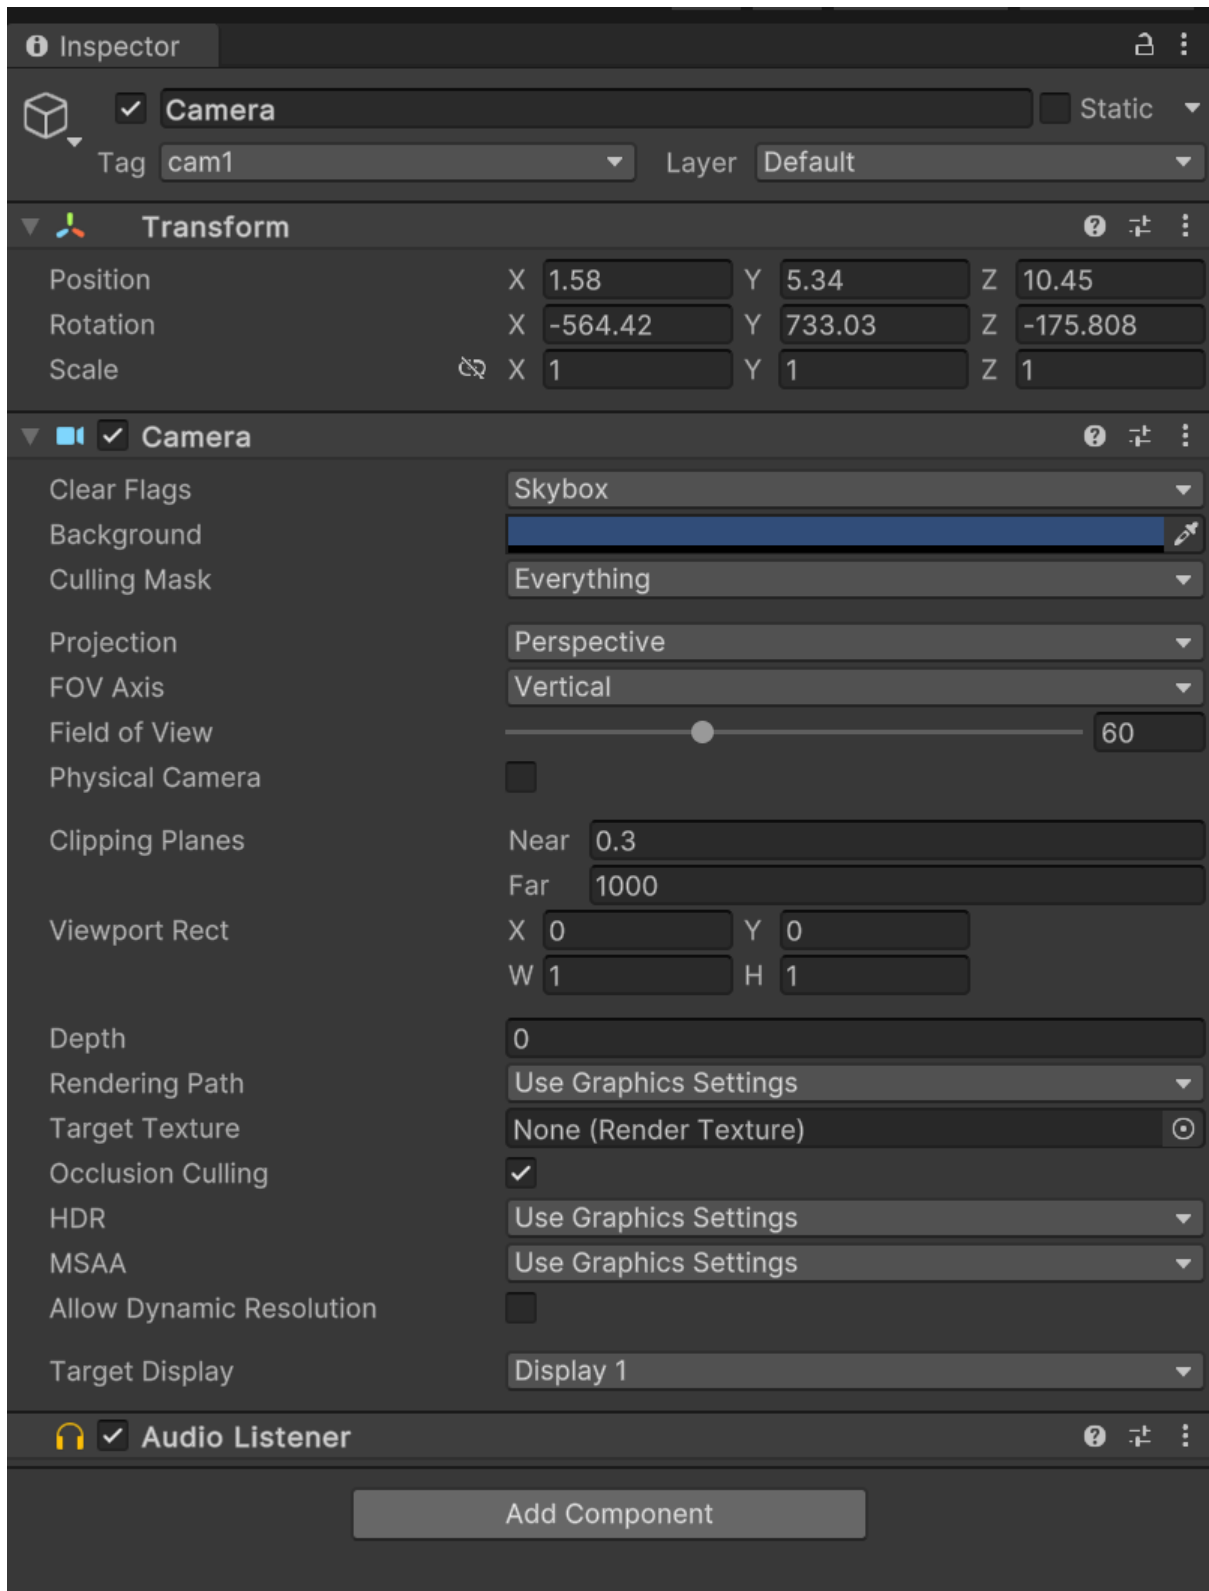 Inspector
Camera Static
Tag cam1 Layer Default
Transform
Position X 1.58 Y 5.34 Z 10.45
Rotation X -564.42 Y 733.03 Z -175.808
Scale X 1 Y 1 Z 1
Camera
Clear Flags Skybox
Background
Culling Mask Everything
Projection Perspective
FOV Axis Vertical
Field of View 60
Physical Camera
Clipping Planes Near 0.3
Far 1000
Viewport Rect X 0 Y 0
W 1 H 1
Depth 0
Rendering Path Use Graphics Settings
Target Texture None (Render Texture)
Occlusion Culling
HDR Use Graphics Settings
MSAA Use Graphics Settings
Allow Dynamic Resolution
Target Display Display 1
Audio Listener
Add Component